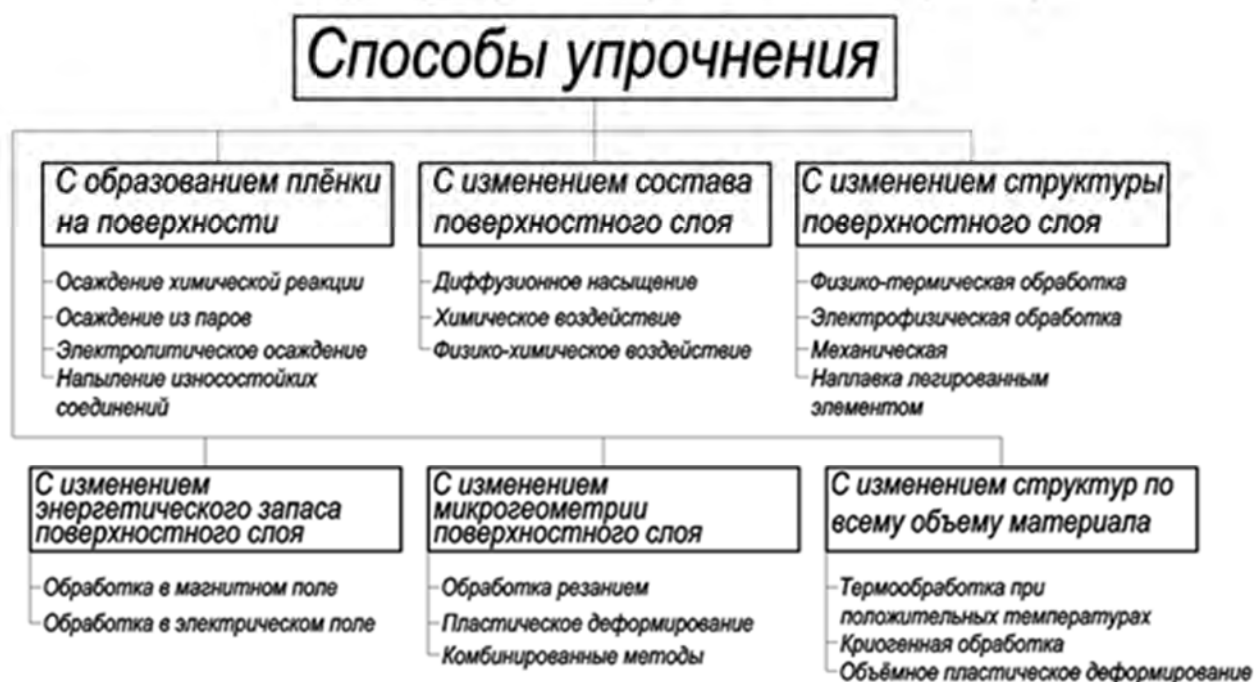 Способы упрочнения
С образованием плёнки
на поверхности
Осаждение химической реакции
Осаждение из паров
Электролитическое осаждение
Напыление износостойких
соединений
С изменением состава
поверхностного слоя
Диффузионное насыщение
Химическое воздействие
Физико-химическое воздействие
С изменением структуры
поверхностного слоя
Физико-термическая обработка
Электрофизическая обработка
Механическая
Наплавка легированным
элементом
С изменением
энергетического запаса
поверхностного слоя
Обработка в магнитном поле
Обработка в электрическом поле
С изменением
микрогеометрии
поверхностного слоя
Обработка резанием
Пластическое деформирование
Комбинированные методы
С изменением структур по
всему объему материала
Термообработка при
положительных температурах
Криогенная обработка
Объёмное пластическое деформирование